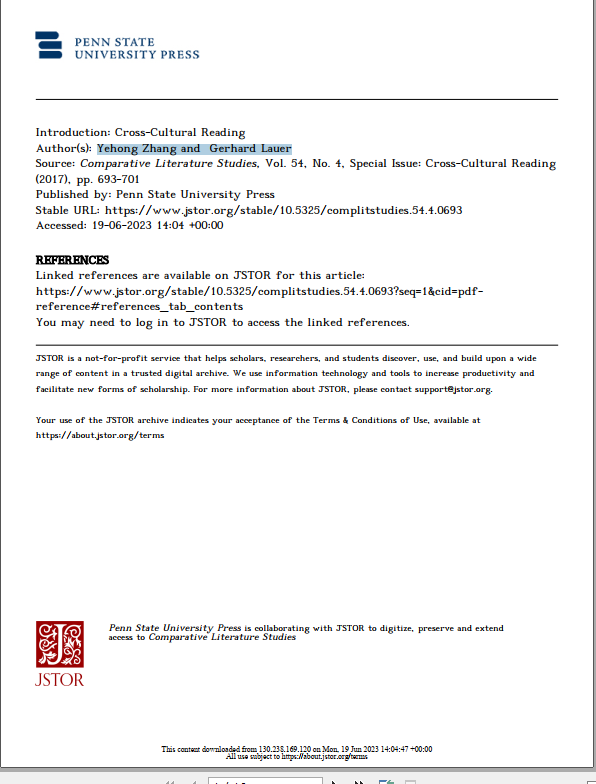 PENN STATE
UNIVERSITY PRESS
Introduction: Cross-Cultural Reading
Author(s): Yehong Zhang and Gerhard Lauer
Source: Comparative Literature Studies, Vol. 54, No. 4, Special Issue: Cross-Cultural Reading
(2017), pp. 693-701
Published by: Penn State University Press
Stable URL: https://www.jstor.org/stable/10.5325/complitstudies.54.4.0693
Accessed: 19-06-2023 14:04 +00:00
REFERENCES
Linked references are available on JSTOR for this article:
https://www.jstor.org/stable/10.5325/complitstudies.54.4.0693?seq=1&cid=pdf-
reference#references_tab_contents
You may need to log in to JSTOR to access the linked references.
JSTOR is a not-for-profit service that helps scholars, researchers, and students discover, use, and build upon a wide
range of content in a trusted digital archive. We use information technology and tools to increase productivity and
facilitate new forms of scholarship. For more information about JSTOR, please contact support@jstor.org.
Your use of the JSTOR archive indicates your acceptance of the Terms & Conditions of Use, available at
https://about.jstor.org/terms
Penn State University Press is collaborating with JSTOR to digitize, preserve and extend
access to Comparative Literature Studies
JSTOR
This content downloaded from 130.238.169.120 on Mon, 19 Jun 2023 14:04:47 +00:00
All use subject to https://about.jstor.org/terms